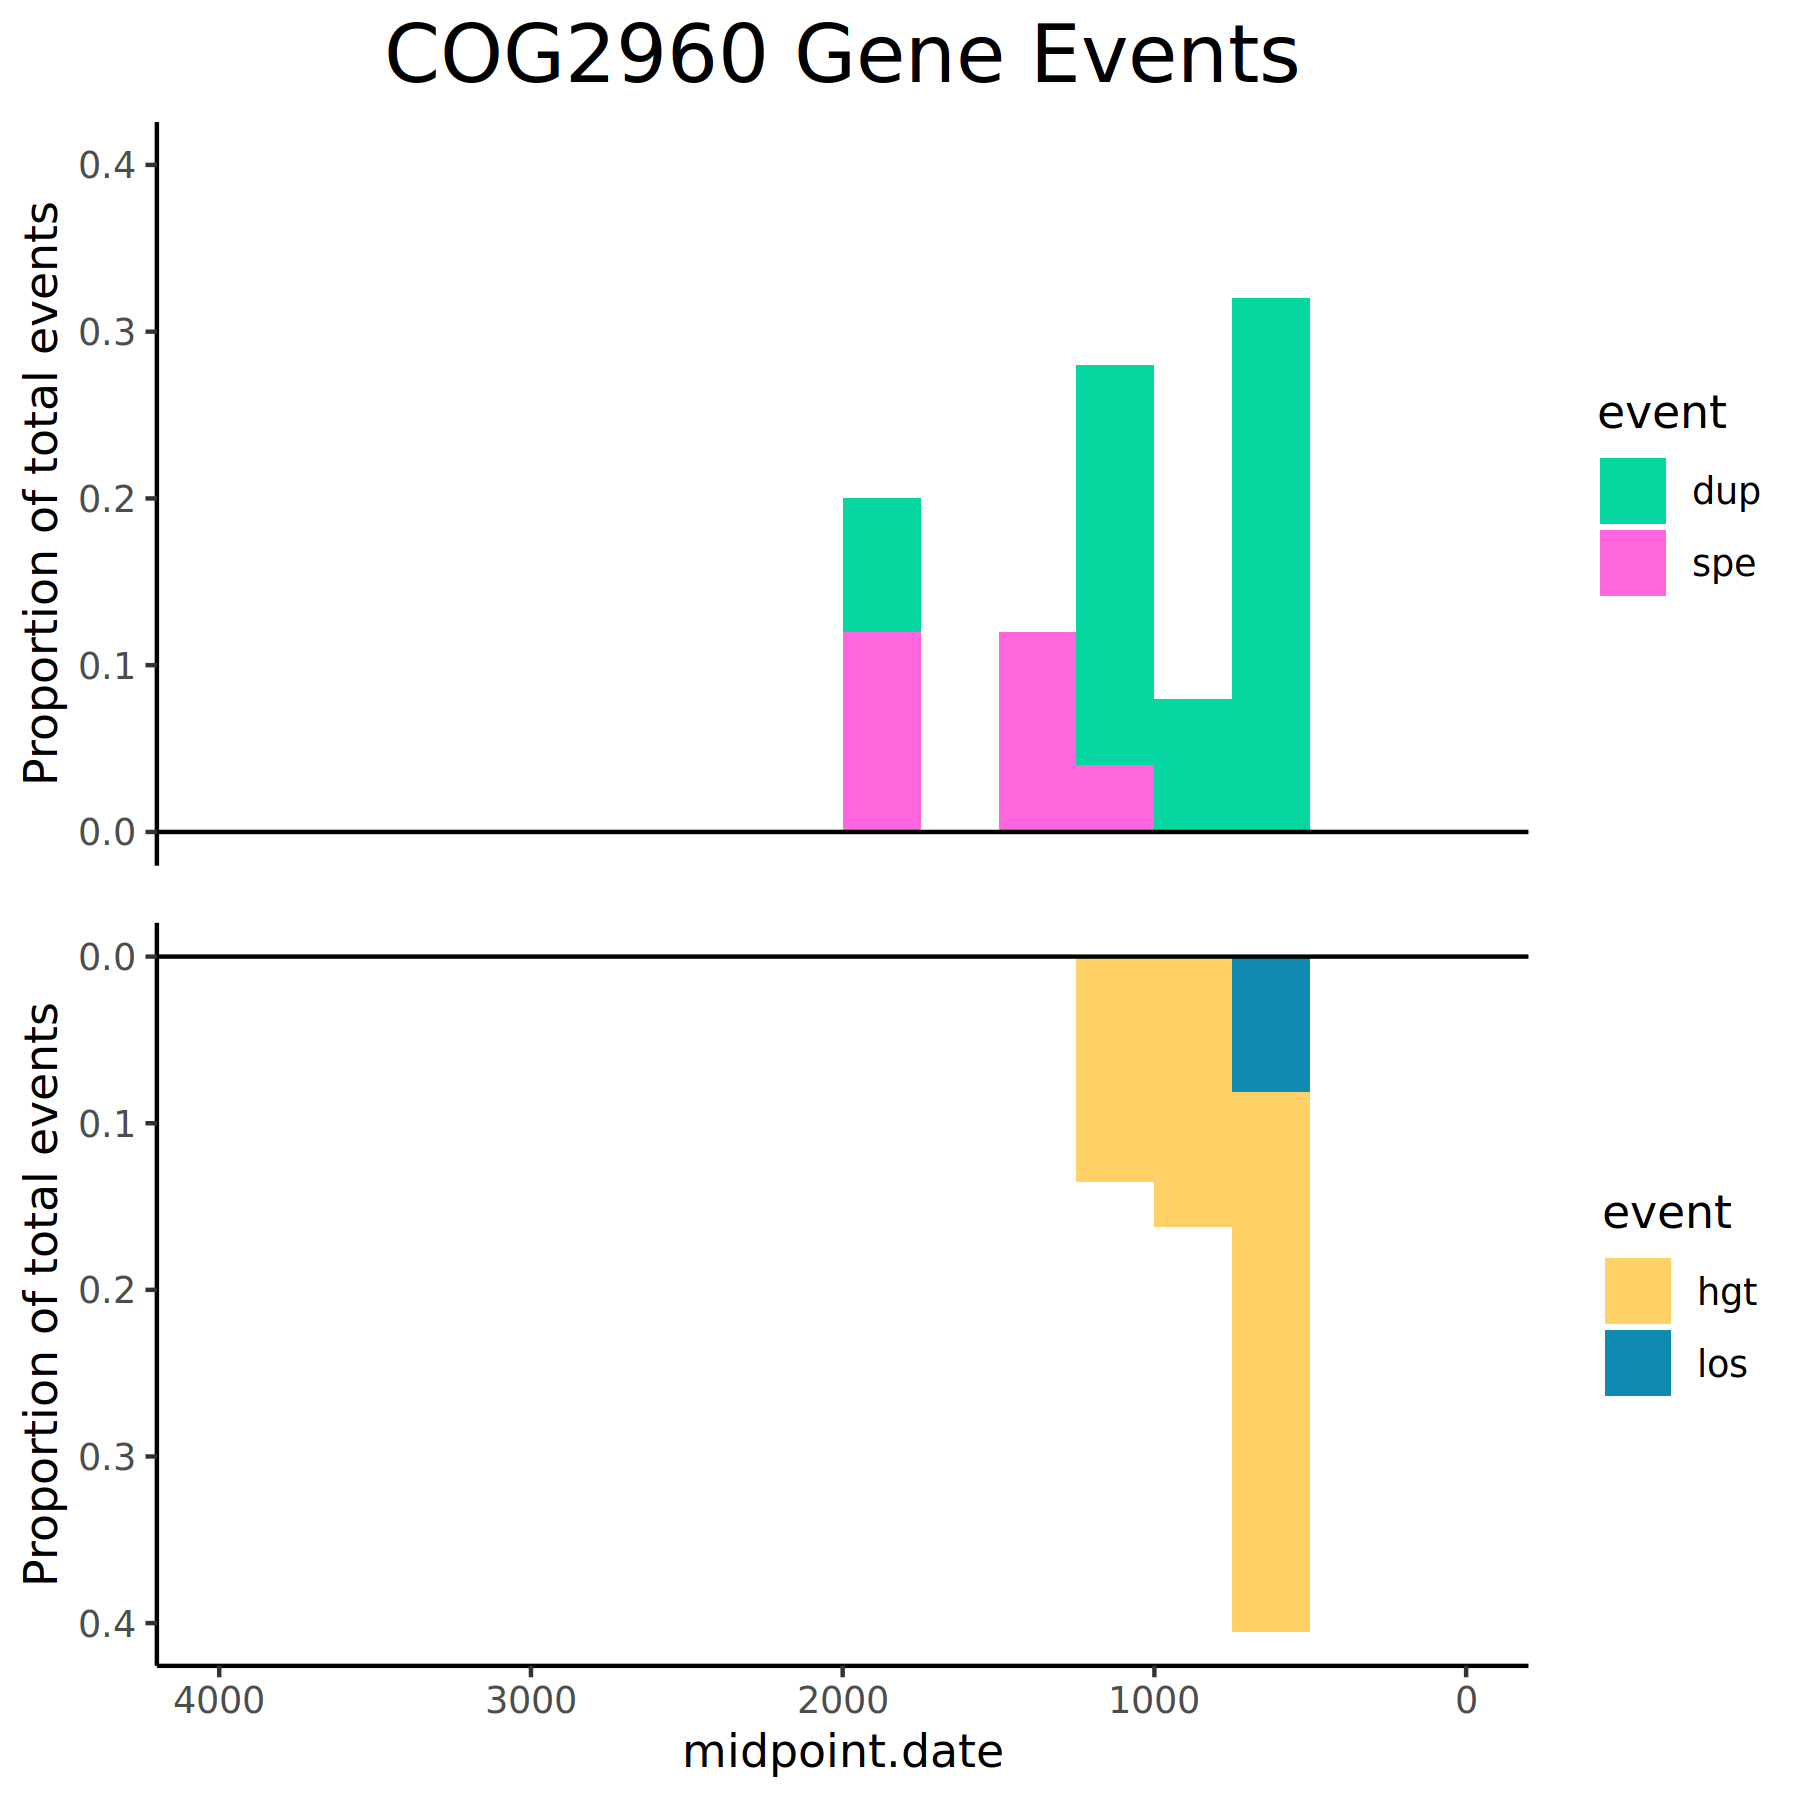 COG2960 Gene Events
Proportion of total events
0.4
0.3
0.2
0.1
0.0
event
dup
spe
Proportion of total events
0.0
0.1
0.2
0.3
0.4
event
hgt
los
4000 3000 2000 1000 0
midpoint.date